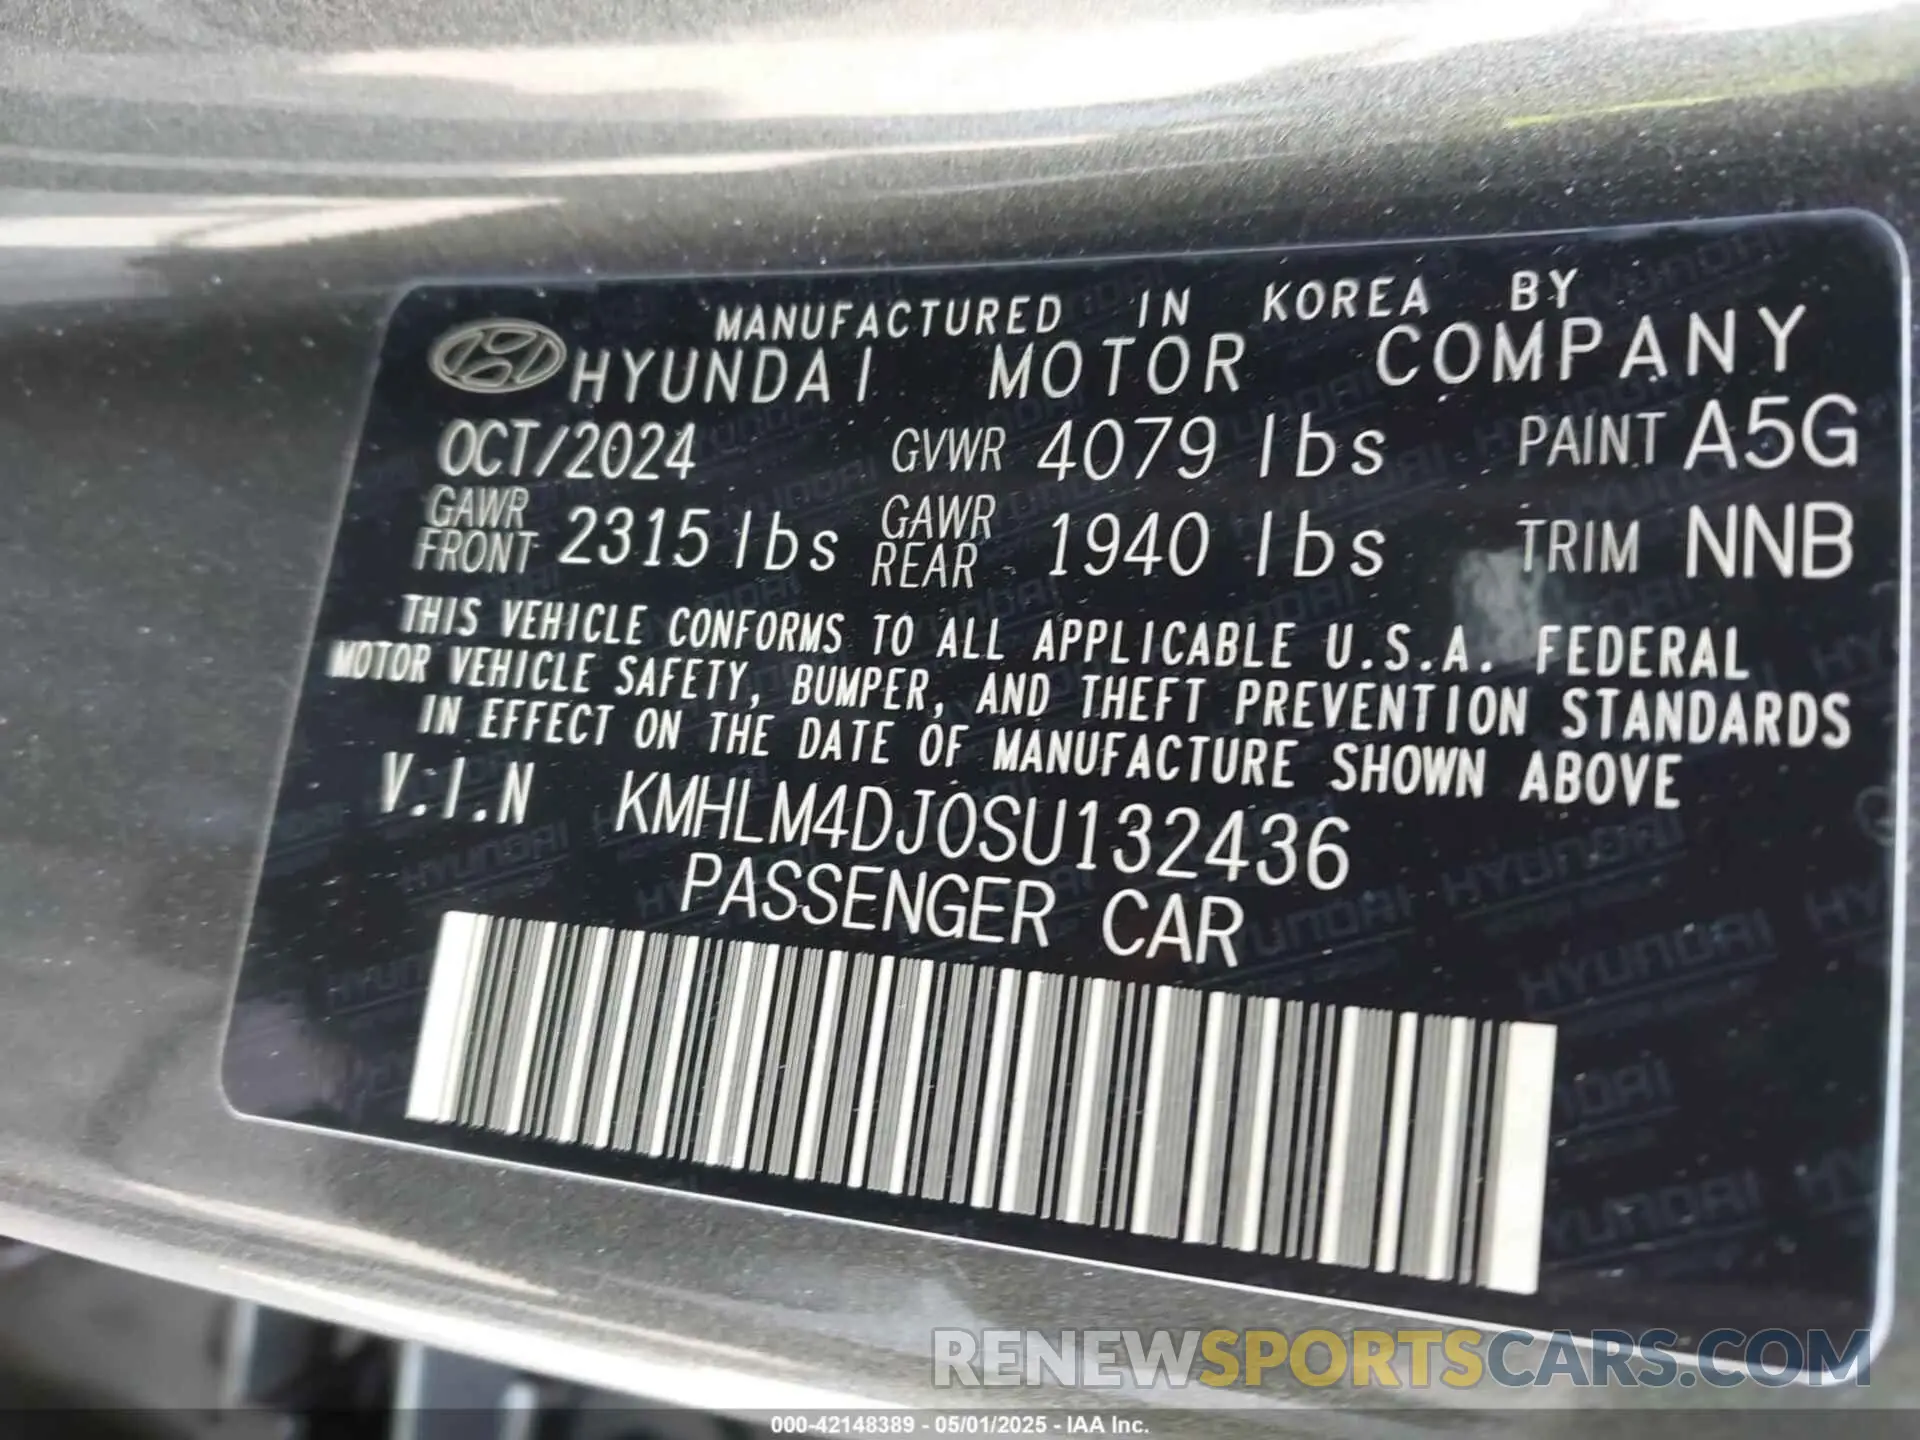 MANUFACTURED IN KOREA BY
HYUNDAI MOTOR COMPANY
OCT/2024 GVWR 4079 lbs PAINT A5G
GAWR FRONT 2315 lbs GAWR REAR 1940 lbs TRIM NNB
THIS VEHICLE CONFORMS TO ALL APPLICABLE U.S.A. FEDERAL
MOTOR VEHICLE SAFETY, BUMPER, AND THEFT PREVENTION STANDARDS
IN EFFECT ON THE DATE OF MANUFACTURE SHOWN ABOVE
V.I.N KMHLM4DJ0SU132436
PASSENGER CAR
RENEWSPORTSCARS.COM
000-42148389 - 05/01/2025 - IAA Inc.